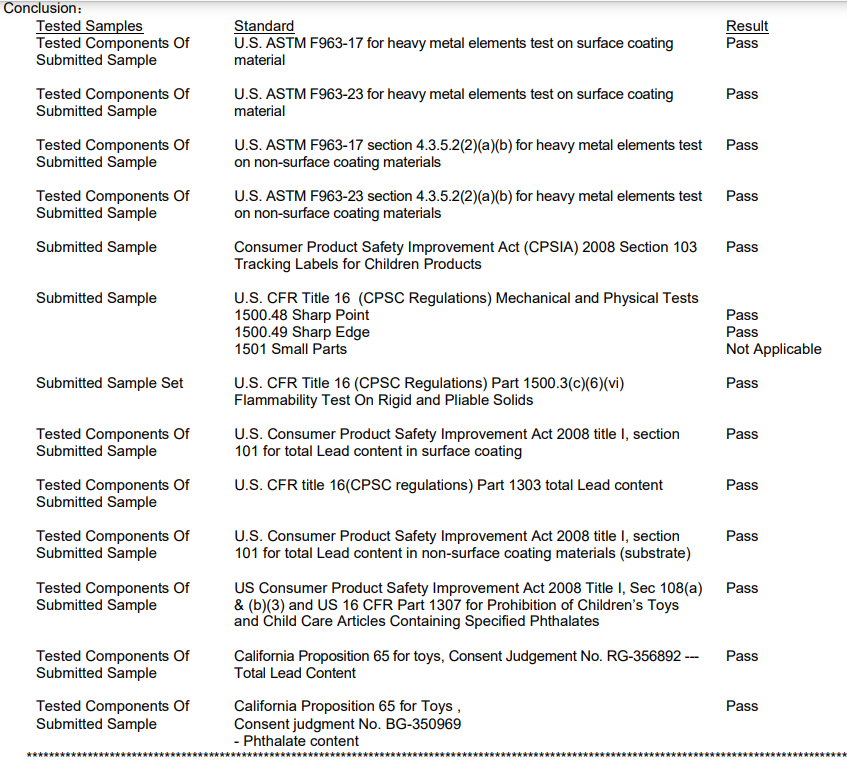 Conclusion:
Tested Samples Standard Result
Tested Components Of U.S. ASTM F963-17 for heavy metal elements test on surface coating Pass
Submitted Sample material
Tested Components Of U.S. ASTM F963-23 for heavy metal elements test on surface coating Pass
Submitted Sample material
Tested Components Of U.S. ASTM F963-17 section 4.3.5.2(2)(a)(b) for heavy metal elements test Pass
Submitted Sample on non-surface coating materials
Tested Components Of U.S. ASTM F963-23 section 4.3.5.2(2)(a)(b) for heavy metal elements test Pass
Submitted Sample on non-surface coating materials
Submitted Sample Consumer Product Safety Improvement Act (CPSIA) 2008 Section 103 Pass
Tracking Labels for Children Products
Submitted Sample U.S. CFR Title 16 (CPSC Regulations) Mechanical and Physical Tests
1500.48 Sharp Point Pass
1500.49 Sharp Edge Pass
1501 Small Parts Not Applicable
Submitted Sample Set U.S. CFR Title 16 (CPSC Regulations) Part 1500.3(c)(6)(vi) Pass
Flammability Test On Rigid and Pliable Solids
Tested Components Of U.S. Consumer Product Safety Improvement Act 2008 title I, section Pass
Submitted Sample 101 for total Lead content in surface coating
Tested Components Of U.S. CFR title 16(CPSC regulations) Part 1303 total Lead content Pass
Submitted Sample
Tested Components Of U.S. Consumer Product Safety Improvement Act 2008 title I, section Pass
Submitted Sample 101 for total Lead content in non-surface coating materials (substrate)
Tested Components Of US Consumer Product Safety Improvement Act 2008 Title I, Sec 108(a) Pass
Submitted Sample & (b)(3) and US 16 CFR Part 1307 for Prohibition of Children's Toys
and Child Care Articles Containing Specified Phthalates
Tested Components Of California Proposition 65 for toys, Consent Judgement No. RG-356892 --- Pass
Submitted Sample Total Lead Content
Tested Components Of California Proposition 65 for Toys , Pass
Submitted Sample Consent judgment No. BG-350969
- Phthalate content